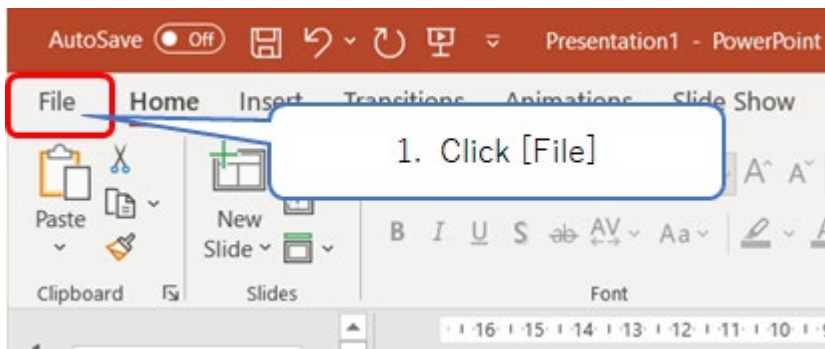 AutoSave Off Presentation1 - PowerPoint
File Home Insert Transitions Animations Slide Show
1. Click [File]
Paste
New
Slide
B I U S ab AV Aa A
Clipboard Slides Font
16 15 14 13 12 11 10 9